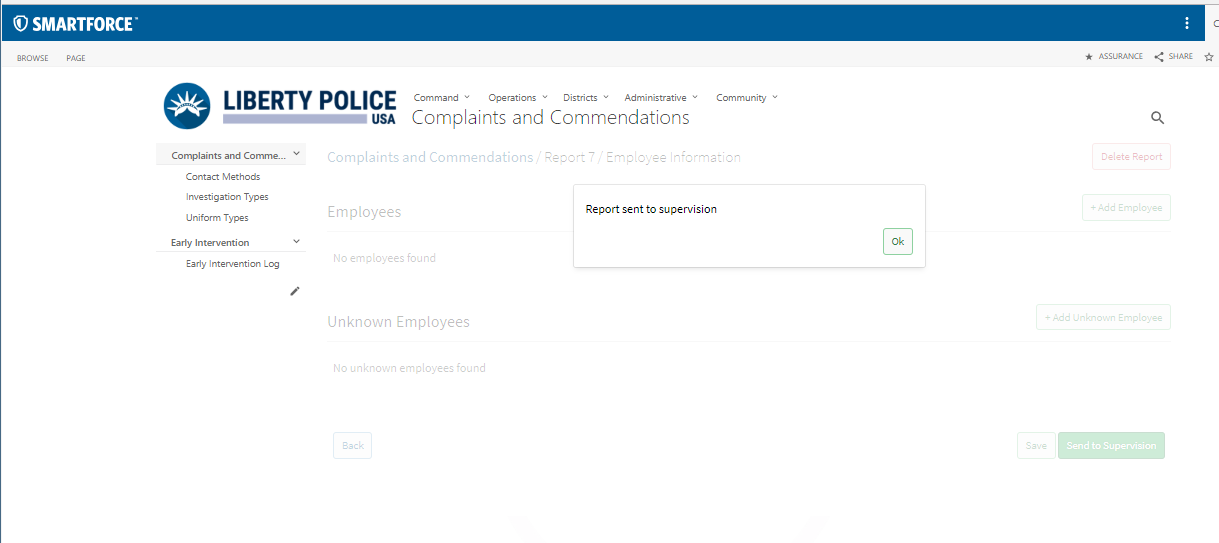 SMARTFORCE™
BROWSE PAGE ASSURANCE SHARE
LIBERTY POLICE
USA
Command Operations Districts Administrative Community
Complaints and Commendations
Complaints and Comme...
Contact Methods
Investigation Types
Uniform Types
Early Intervention
Early Intervention Log
Complaints and Commendations / Report 7 / Employee Information
Delete Report
Report sent to supervision
Ok
Employees
+ Add Employee
No employees found
Unknown Employees
+ Add Unknown Employee
No unknown employees found
Back
Save
Send to Supervision